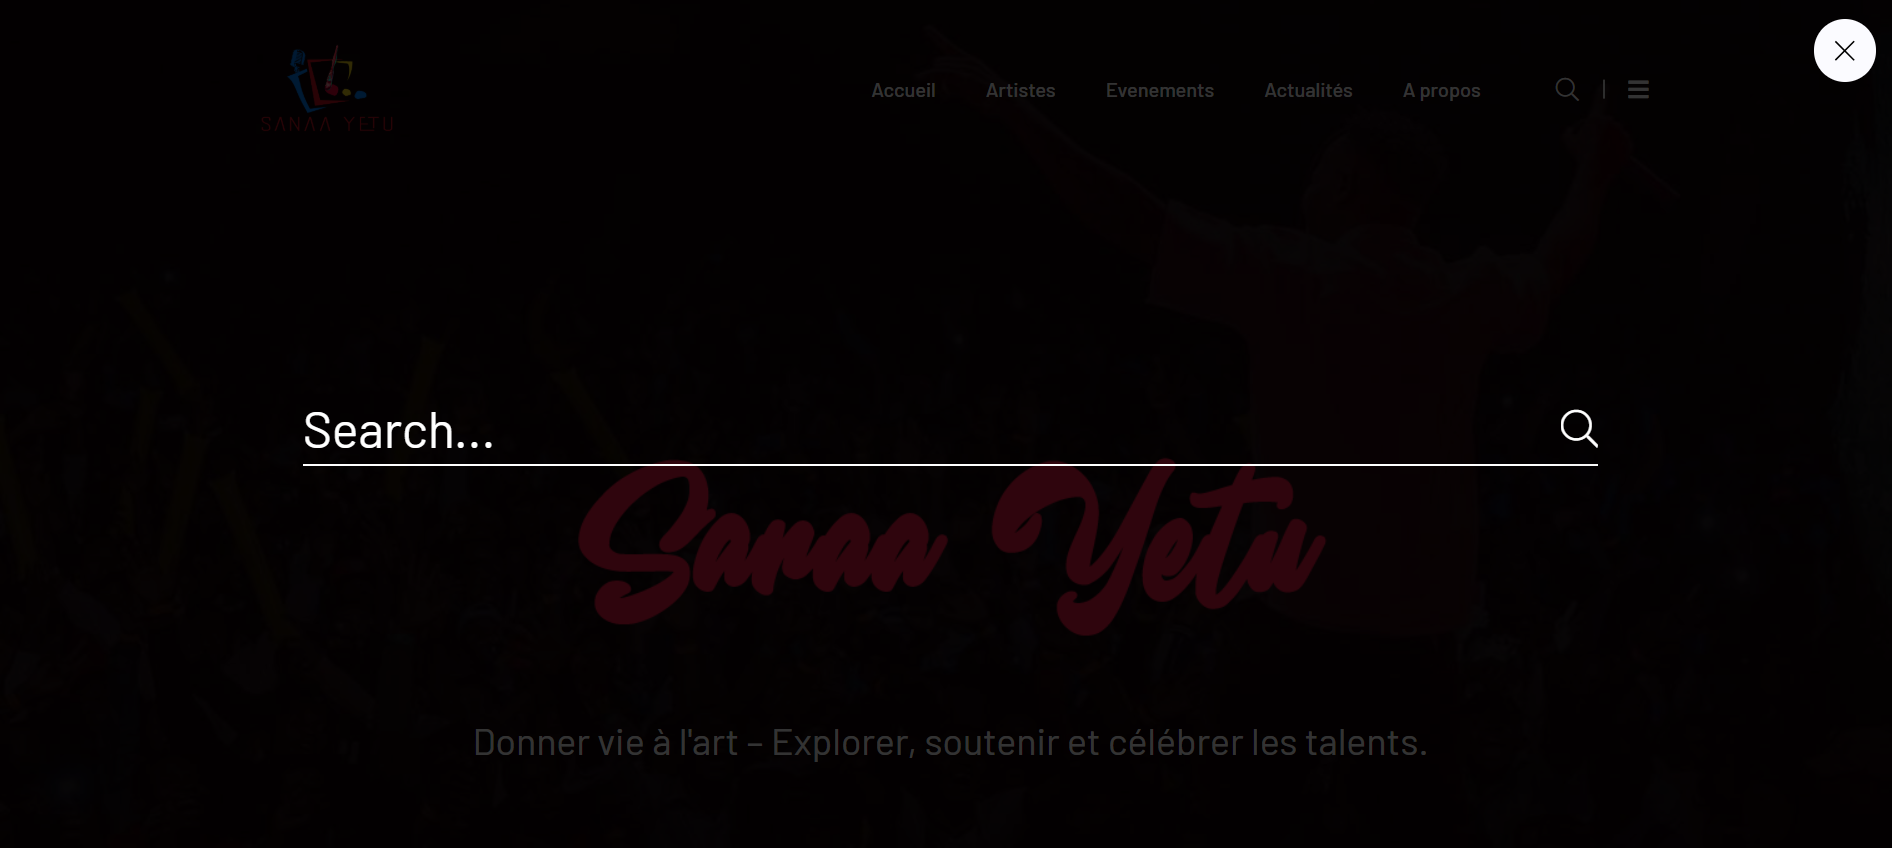 SANAA YETU
Accueil Artistes Evenements Actualités A propos
Search...
Sanaa Yetu
Donner vie à l'art – Explorer, soutenir et célébrer les talents.